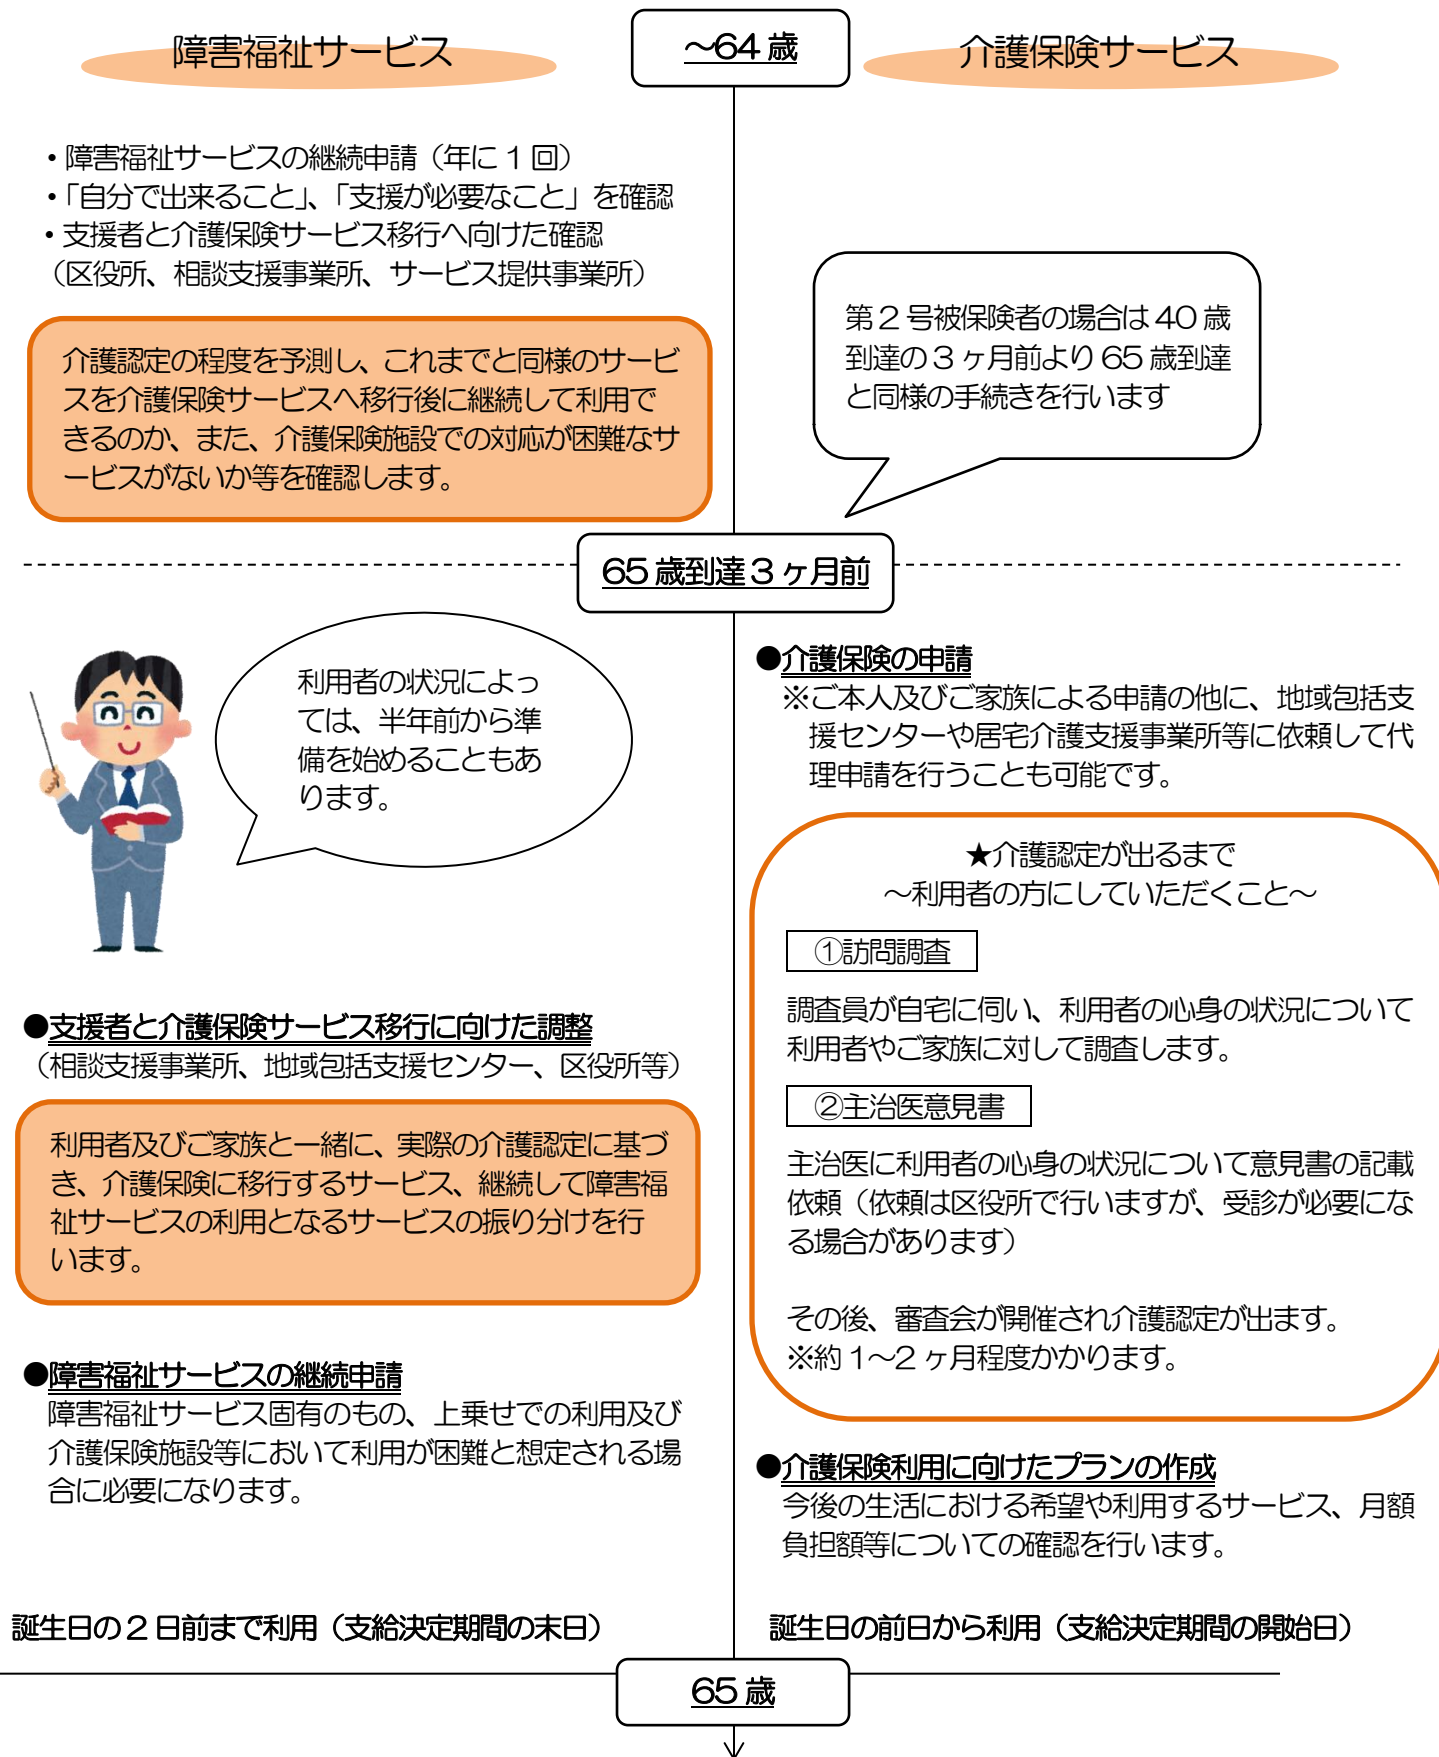 障害福祉サービス
～64歳
介護保険サービス
・障害福祉サービスの継続申請（年に1回）
・「自分で出来ること」、「支援が必要なこと」を確認
・支援者と介護保険サービス移行へ向けた確認
（区役所、相談支援事業所、サービス提供事業所）
介護認定の程度を予測し、これまでと同様のサービ
スを介護保険サービスへ移行後に継続して利用で
きるのか、また、介護保険施設での対応が困難なサ
ービスがないか等を確認します。
第２号被保険者の場合は40歳
到達の３ヶ月前より65歳到達
と同様の手続きを行います
65歳到達３ヶ月前
利用者の状況によっ
ては、半年前から準
備を始めることもあ
ります。
●支援者と介護保険サービス移行に向けた調整
（相談支援事業所、地域包括支援センター、区役所等）
利用者及びご家族と一緒に、実際の介護認定に基づ
き、介護保険に移行するサービス、継続して障害福
祉サービスの利用となるサービスの振り分けを行
います。
●障害福祉サービスの継続申請
障害福祉サービス固有のもの、上乗せでの利用及び
介護保険施設等において利用が困難と想定される場
合に必要になります。
誕生日の２日前まで利用（支給決定期間の末日）
●介護保険の申請
※ご本人及びご家族による申請の他に、地域包括支
援センターや居宅介護支援事業所等に依頼して代
理申請を行うことも可能です。
★介護認定が出るまで
～利用者の方にしていただくこと～
①訪問調査
調査員が自宅に伺い、利用者の心身の状況について
利用者やご家族に対して調査します。
②主治医意見書
主治医に利用者の心身の状況について意見書の記載
依頼（依頼は区役所で行いますが、受診が必要にな
る場合があります）
その後、審査会が開催され介護認定が出ます。
※約1～2ヶ月程度かかります。
●介護保険利用に向けたプランの作成
今後の生活における希望や利用するサービス、月額
負担額等についての確認を行います。
誕生日の前日から利用（支給決定期間の開始日）
65歳